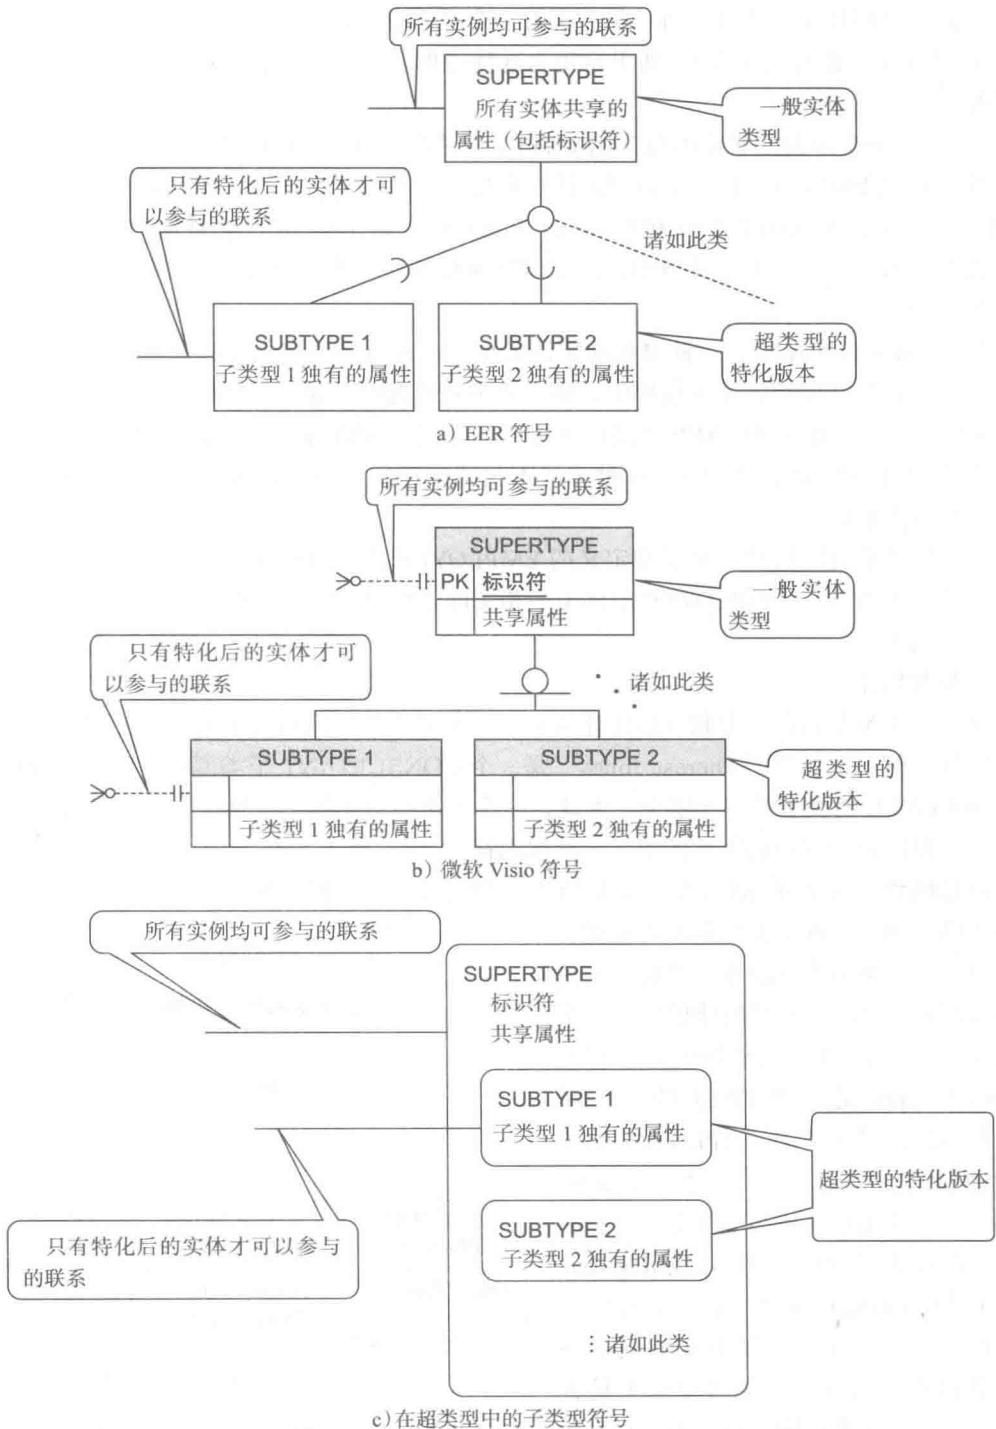 所有实例均可参与的联系
SUPERTYPE
所有实体共享的
属性（包括标识符）
一般实体
类型
只有特化后的实体才可
以参与的联系
诸如此类
SUBTYPE 1
子类型 1 独有的属性
SUBTYPE 2
子类型 2 独有的属性
超类型的
特化版本
a）EER 符号
所有实例均可参与的联系
SUPERTYPE
PK 标识符
共享属性
一般实体
类型
只有特化后的实体才可
以参与的联系
诸如此类
SUBTYPE 1
子类型 1 独有的属性
SUBTYPE 2
子类型 2 独有的属性
超类型的
特化版本
b）微软 Visio 符号
所有实例均可参与的联系
SUPERTYPE
标识符
共享属性
SUBTYPE 1
子类型 1 独有的属性
超类型的特化版本
SUBTYPE 2
子类型 2 独有的属性
只有特化后的实体才可以参与
的联系
⋮诸如此类
c）在超类型中的子类型符号